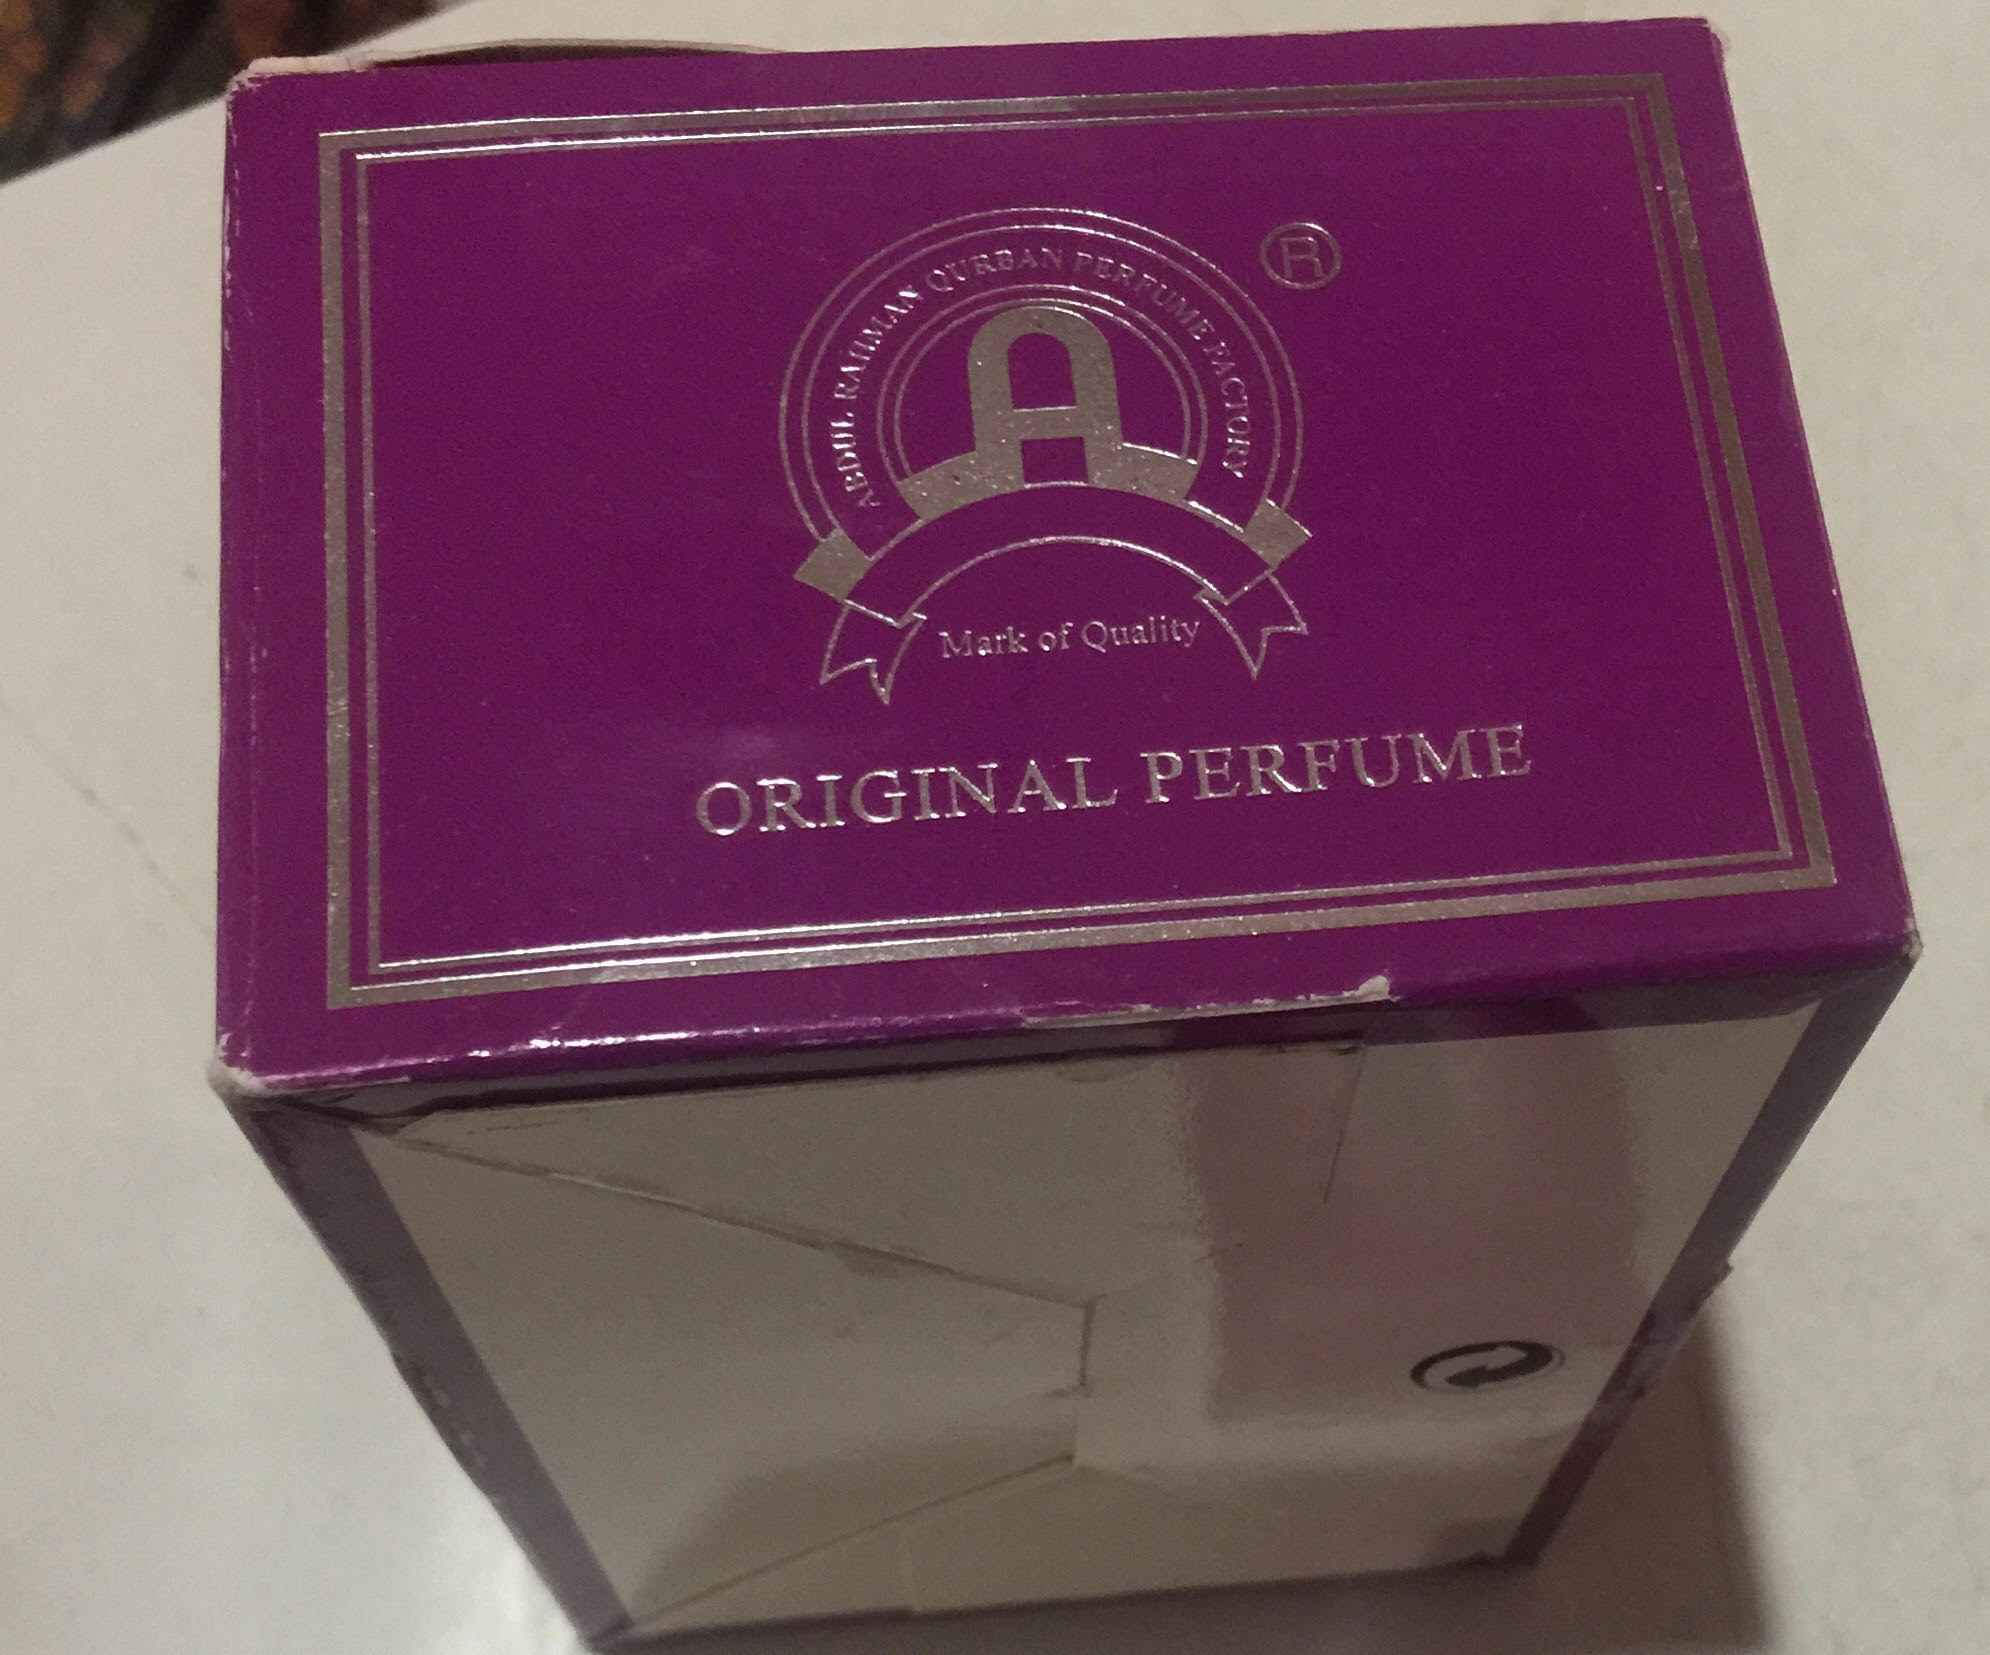 ABDUL RAHMAN QURBAN PERFUME FACTORY
®
A
Mark of Quality
ORIGINAL PERFUME